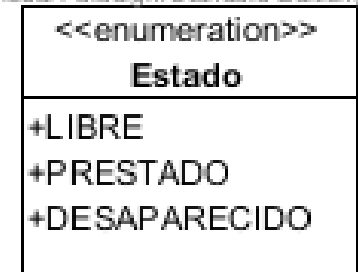 <<enumeration>>
Estado
+LIBRE
+PRESTADO
+DESAPARECIDO